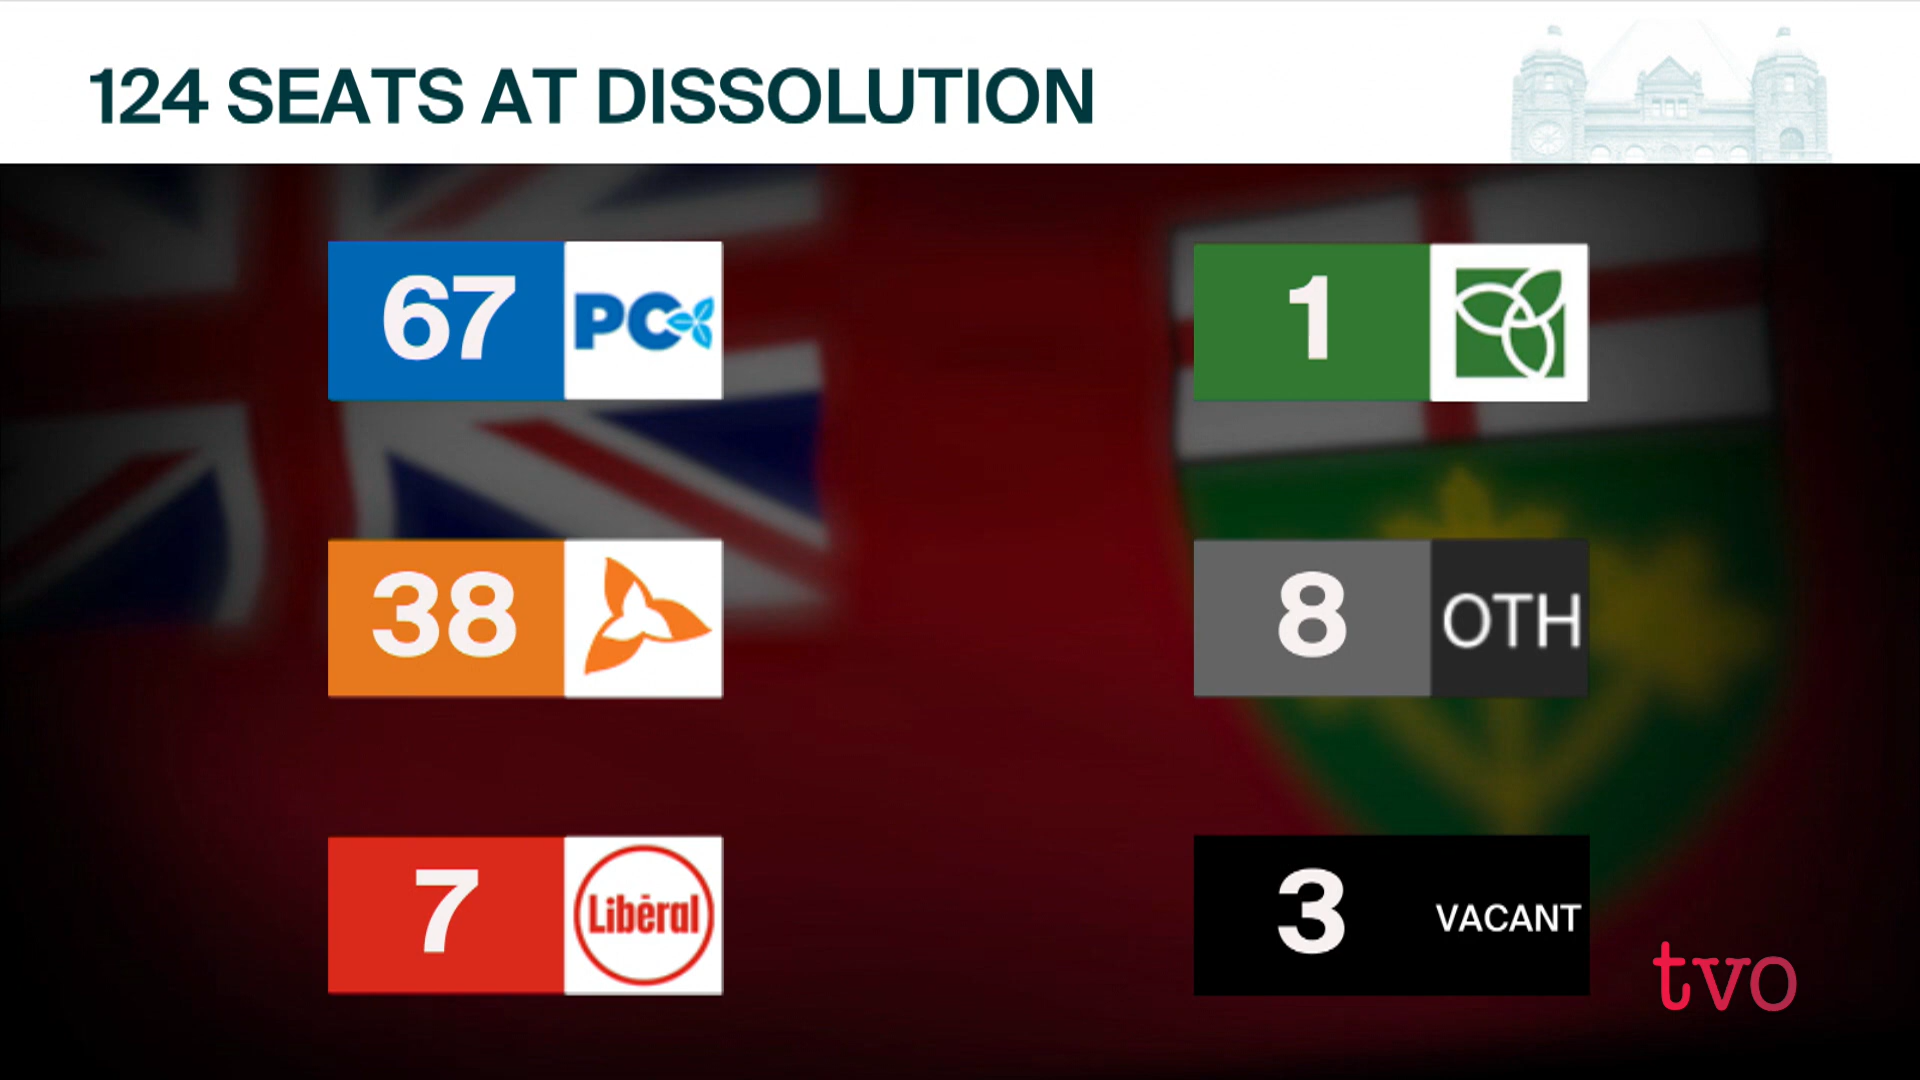 124 SEATS AT DISSOLUTION
67 PC
1
38
8 OTH
7 Libéral
3 VACANT
tvo